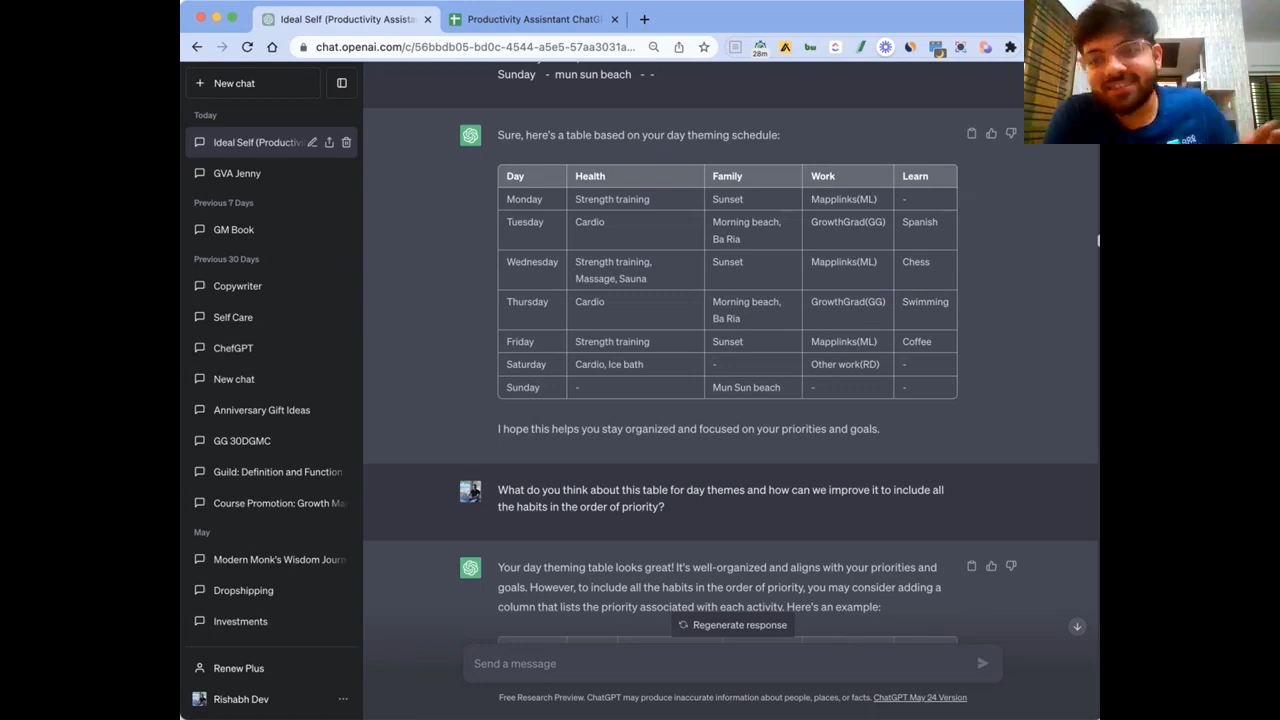 Ideal Self (Productivity Assista
Productivity Assisntant ChatG
chat.openai.com/c/56bbdb05-bd0c-4544-a5e5-57aa3031a...
bw
28m
New chat
Today
Ideal Self (Productivi
GVA Jenny
Previous 7 Days
GM Book
Previous 30 Days
Copywriter
Self Care
ChefGPT
New chat
Anniversary Gift Ideas
GG 30DGMC
Guild: Definition and Function
Course Promotion: Growth Ma
May
Modern Monk's Wisdom Journ
Dropshipping
Investments
Renew Plus
Rishabh Dev
Sunday - mun sun beach - -
Sure, here's a table based on your day theming schedule:
Day Health Family Work Learn
Monday Strength training Sunset Mapplinks(ML) -
Tuesday Cardio Morning beach, GrowthGrad(GG) Spanish
Ba Ria
Wednesday Strength training, Sunset Mapplinks(ML) Chess
Massage, Sauna
Thursday Cardio Morning beach, GrowthGrad(GG) Swimming
Ba Ria
Friday Strength training Sunset Mapplinks(ML) Coffee
Saturday Cardio, Ice bath - Other work(RD) -
Sunday - Mun Sun beach - -
I hope this helps you stay organized and focused on your priorities and goals.
What do you think about this table for day themes and how can we improve it to include all
the habits in the order of priority?
Your day theming table looks great! It's well-organized and aligns with your priorities and
goals. However, to include all the habits in the order of priority, you may consider adding a
column that lists the priority associated with each activity. Here's an example:
Regenerate response
Send a message
Free Research Preview. ChatGPT may produce inaccurate information about people, places, or facts. ChatGPT May 24 Version